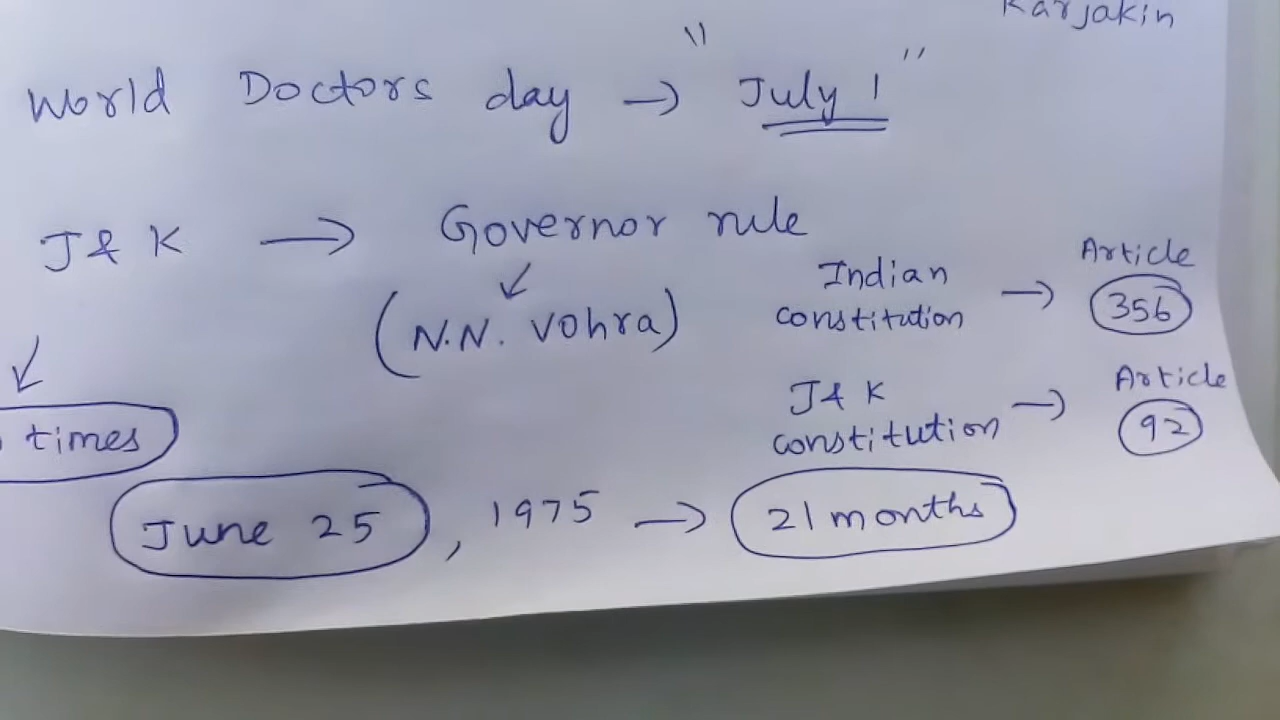 Karjakin
World Doctors day → "July 1"
J & K → Governor rule
(N.N. Vohra)
Indian constitution → Article 356
J & K constitution → Article 92
times
June 25, 1975 → 21 months